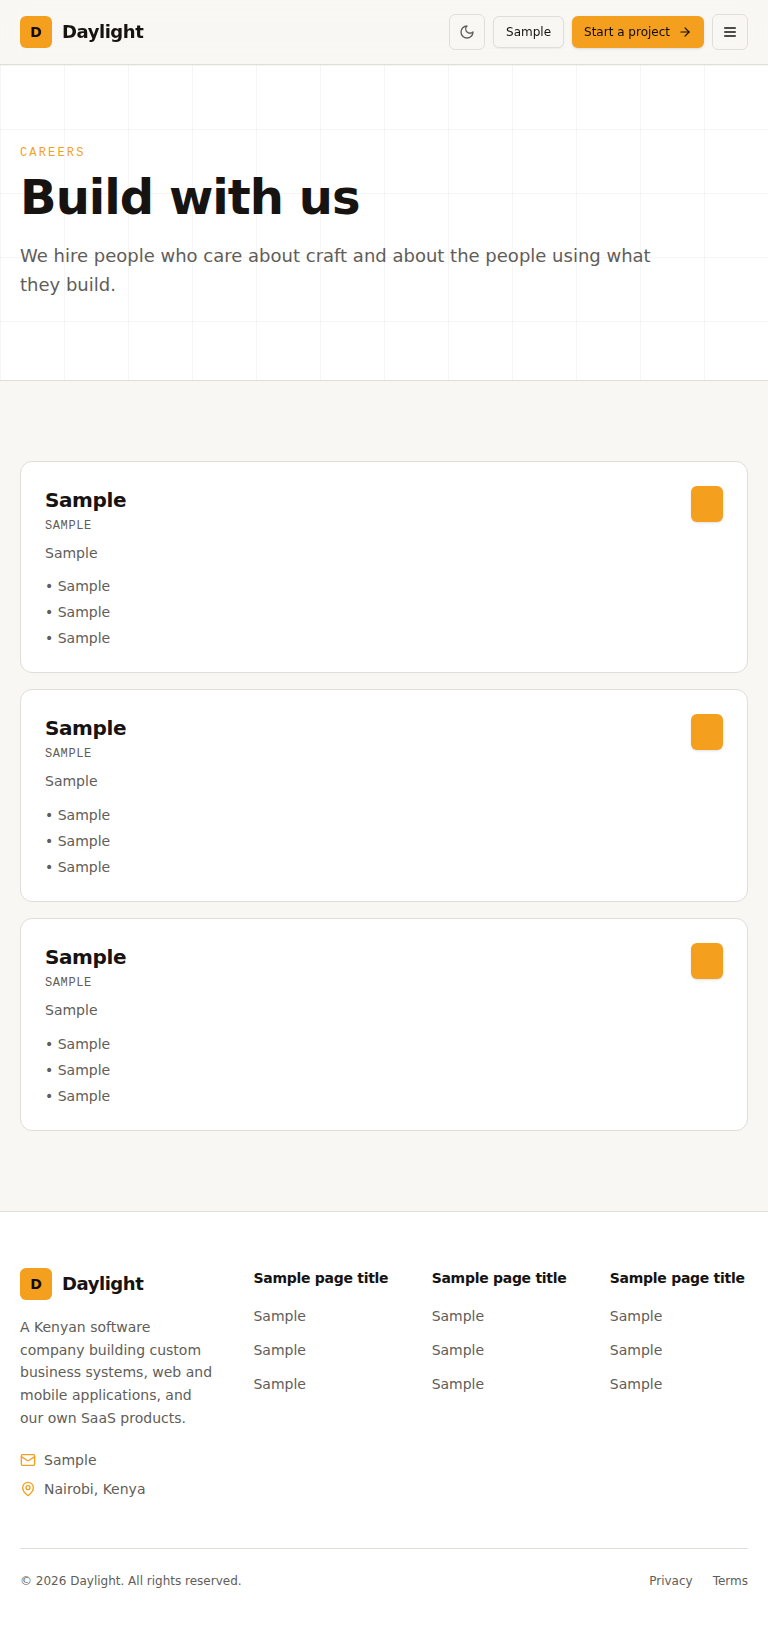 D Daylight Sample Start a project
CAREERS
Build with us
We hire people who care about craft and about the people using what
they build.
Sample
SAMPLE
Sample
• Sample
• Sample
• Sample
Sample
SAMPLE
Sample
• Sample
• Sample
• Sample
Sample
SAMPLE
Sample
• Sample
• Sample
• Sample
D Daylight
A Kenyan software
company building custom
business systems, web and
mobile applications, and
our own SaaS products.
Sample
Nairobi, Kenya
Sample page title
Sample
Sample
Sample
Sample page title
Sample
Sample
Sample
Sample page title
Sample
Sample
Sample
© 2026 Daylight. All rights reserved.
Privacy Terms